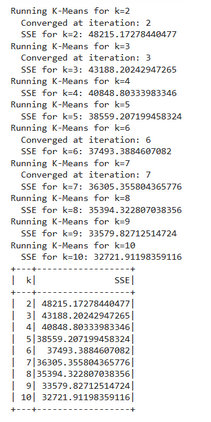 Running K-Means for k=2
Converged at iteration: 2
SSE for k=2: 48215.17278440477
Running K-Means for k=3
Converged at iteration: 3
SSE for k=3: 43188.20242947265
Running K-Means for k=4
SSE for k=4: 40848.80333983346
Running K-Means for k=5
SSE for k=5: 38559.207199458324
Running K-Means for k=6
Converged at iteration: 6
SSE for k=6: 37493.3884607082
Running K-Means for k=7
Converged at iteration: 7
SSE for k=7: 36305.355804365776
Running K-Means for k=8
SSE for k=8: 35394.322807038356
Running K-Means for k=9
SSE for k=9: 33579.82712514724
Running K-Means for k=10
SSE for k=10: 32721.91198359116
+---+------------------+
| k| SSE|
+---+------------------+
| 2| 48215.17278440477|
| 3| 43188.20242947265|
| 4| 40848.80333983346|
| 5|38559.207199458324|
| 6| 37493.3884607082|
| 7|36305.355804365776|
| 8|35394.322807038356|
| 9| 33579.82712514724|
| 10| 32721.91198359116|
+---+------------------+